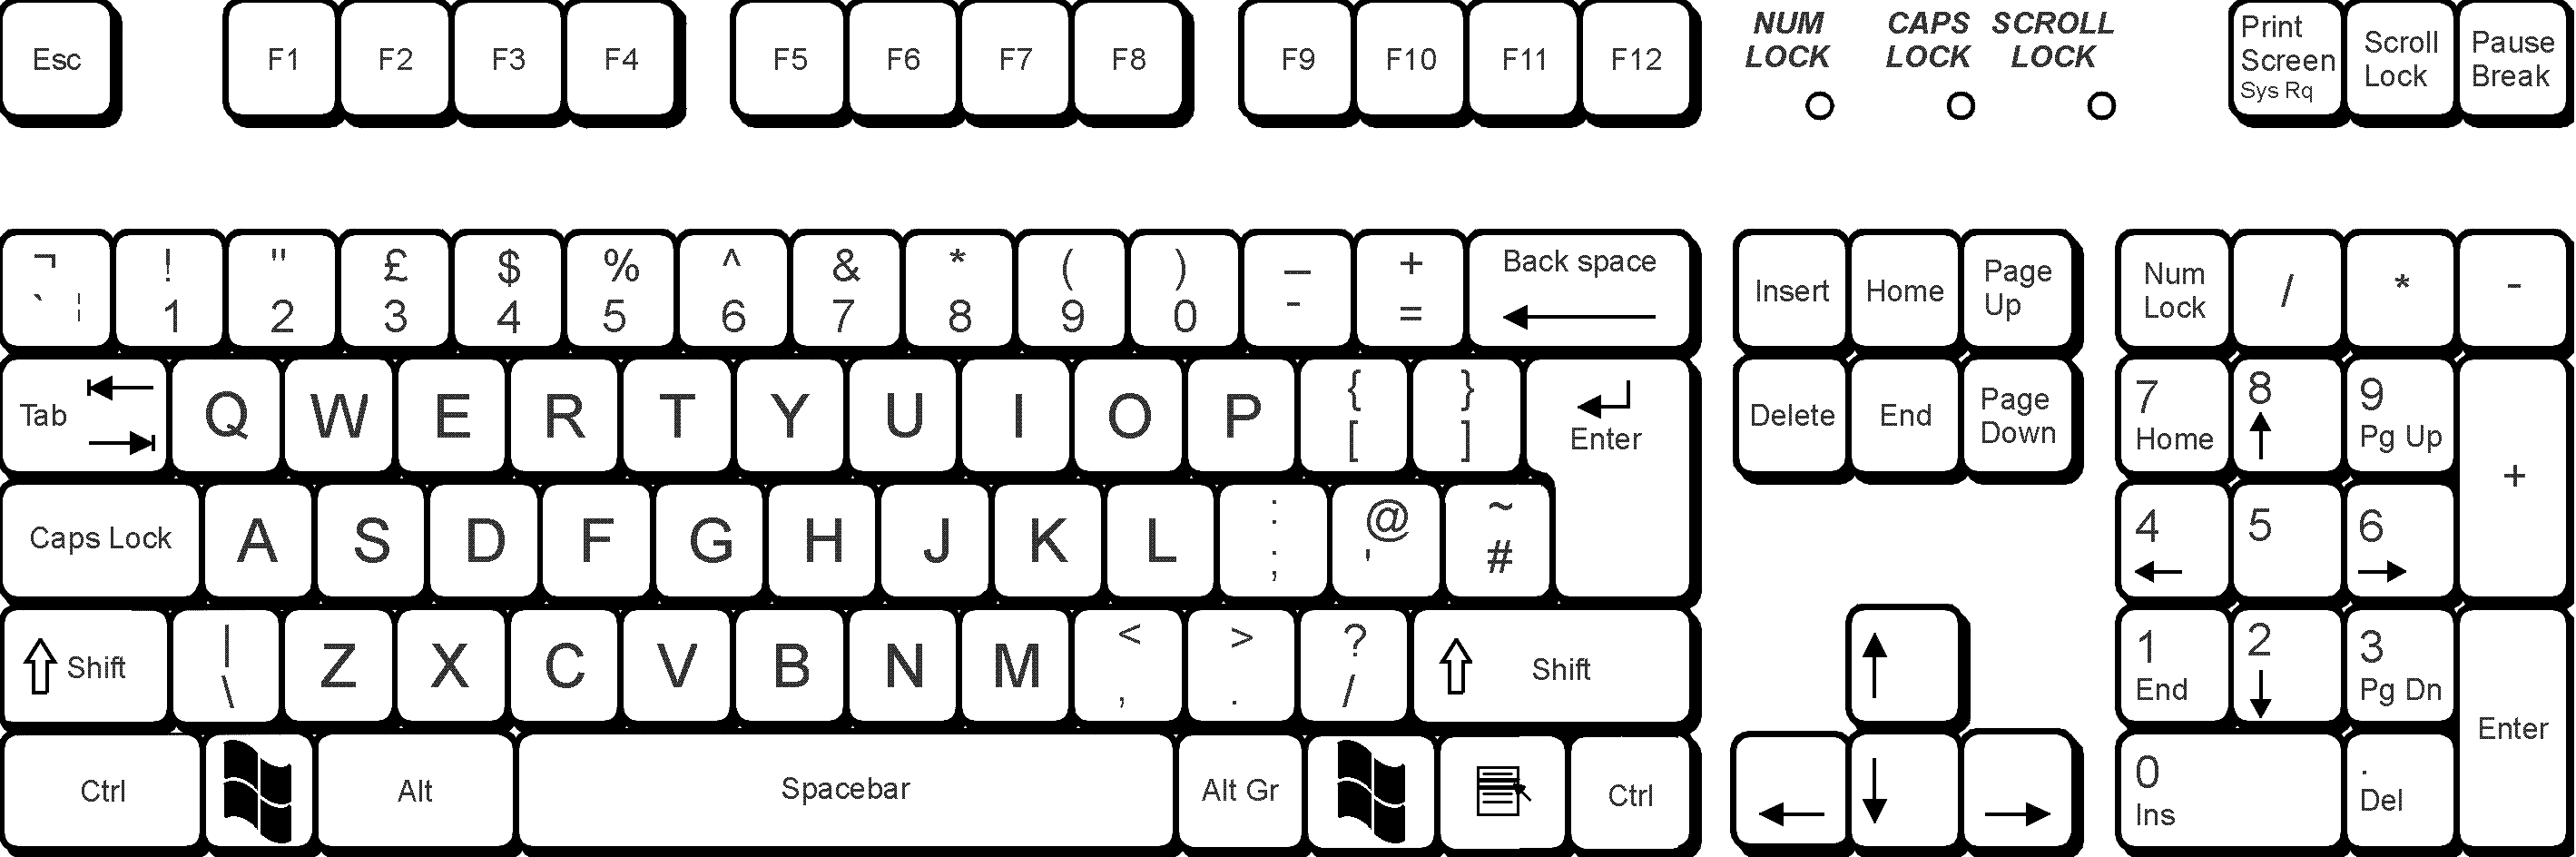 Esc F1 F2 F3 F4 F5 F6 F7 F8 F9 F10 F11 F12
NUM LOCK
CAPS LOCK
SCROLL LOCK
Print Screen Sys Rq
Scroll Lock
Pause Break
¬ ` ¦
! 1
" 2
£ 3
$ 4
% 5
^ 6
& 7
* 8
( 9
) 0
_ -
+ =
Back space
Insert
Home
Page Up
Num Lock
/
*
-
Tab
Q W E R T Y U I O P
{ [
} ]
Enter
Delete
End
Page Down
7 Home
8
9 Pg Up
+
Caps Lock
A S D F G H J K L
: ;
@ '
~ #
4
5
6
Shift
| \
Z X C V B N M
< ,
> .
? /
Shift
1 End
2
3 Pg Dn
Enter
Ctrl
Alt
Spacebar
Alt Gr
Ctrl
0 Ins
. Del